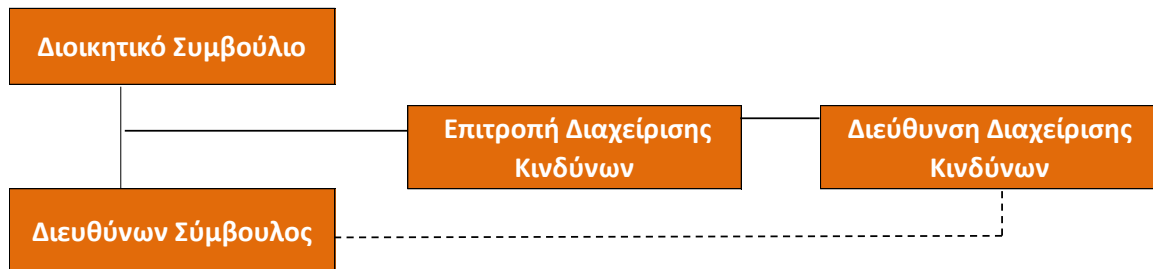 Διοικητικό Συμβούλιο
Επιτροπή Διαχείρισης
Κινδύνων
Διεύθυνση Διαχείρισης
Κινδύνων
Διευθύνων Σύμβουλος